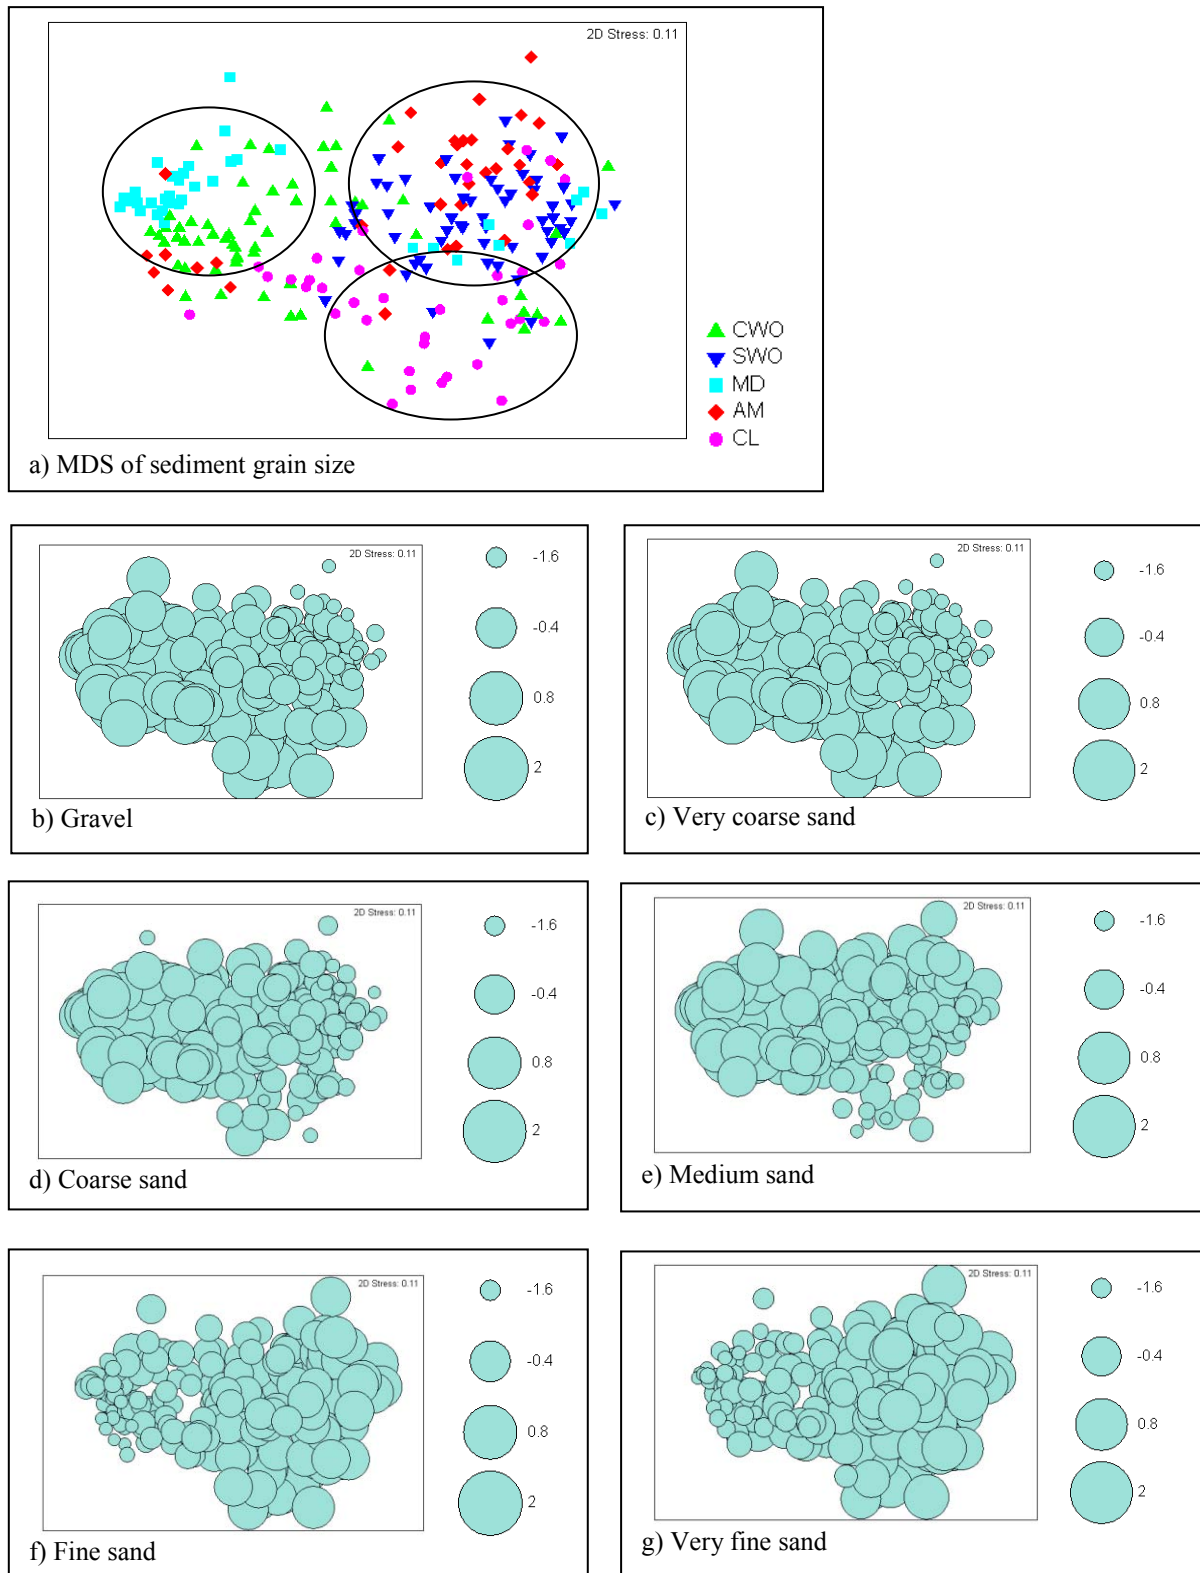 2D Stress: 0.11
CWO
SWO
MD
AM
CL
a) MDS of sediment grain size
2D Stress: 0.11
-1.6
-0.4
0.8
2
b) Gravel
2D Stress: 0.11
-1.6
-0.4
0.8
2
c) Very coarse sand
2D Stress: 0.11
-1.6
-0.4
0.8
2
d) Coarse sand
2D Stress: 0.11
-1.6
-0.4
0.8
2
e) Medium sand
2D Stress: 0.11
-1.6
-0.4
0.8
2
f) Fine sand
2D Stress: 0.11
-1.6
-0.4
0.8
2
g) Very fine sand